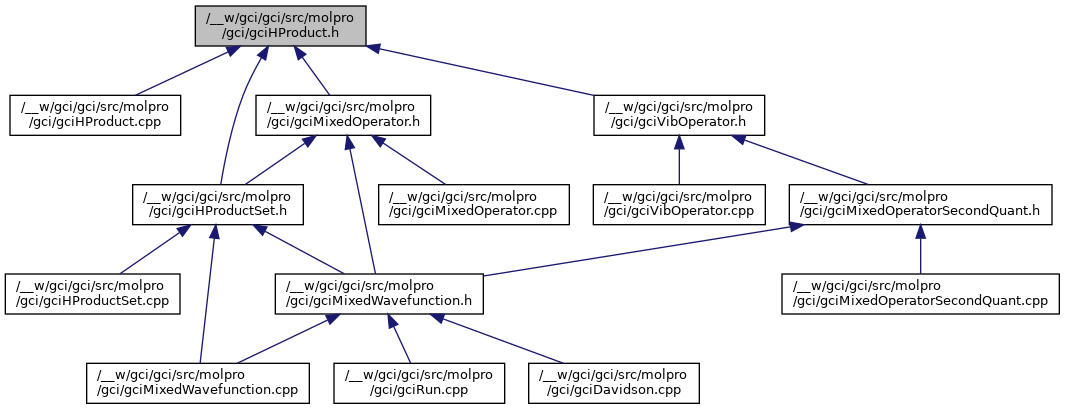 /__w/gci/gci/src/molpro
/gci/gciHProduct.h
/__w/gci/gci/src/molpro
/gci/gciHProduct.cpp
/__w/gci/gci/src/molpro
/gci/gciMixedOperator.h
/__w/gci/gci/src/molpro
/gci/gciVibOperator.h
/__w/gci/gci/src/molpro
/gci/gciHProductSet.h
/__w/gci/gci/src/molpro
/gci/gciMixedOperator.cpp
/__w/gci/gci/src/molpro
/gci/gciVibOperator.cpp
/__w/gci/gci/src/molpro
/gci/gciMixedOperatorSecondQuant.h
/__w/gci/gci/src/molpro
/gci/gciHProductSet.cpp
/__w/gci/gci/src/molpro
/gci/gciMixedWavefunction.h
/__w/gci/gci/src/molpro
/gci/gciMixedOperatorSecondQuant.cpp
/__w/gci/gci/src/molpro
/gci/gciMixedWavefunction.cpp
/__w/gci/gci/src/molpro
/gci/gciRun.cpp
/__w/gci/gci/src/molpro
/gci/gciDavidson.cpp